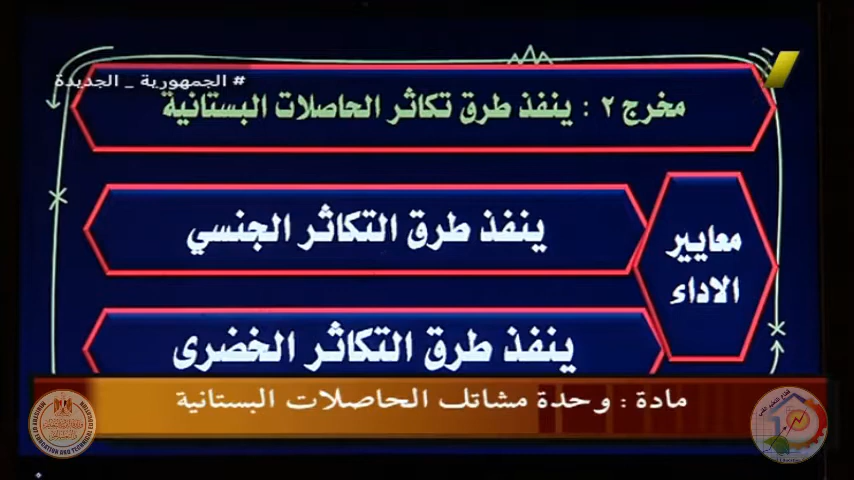 # الجمهورية _ الجديدة
مخرج ٢ : ينفذ طرق تكاثر الحاصلات البستانية
معايير
الاداء
ينفذ طرق التكاثر الجنسي
ينفذ طرق التكاثر الخضرى
مادة : وحدة مشاتل الحاصلات البستانية